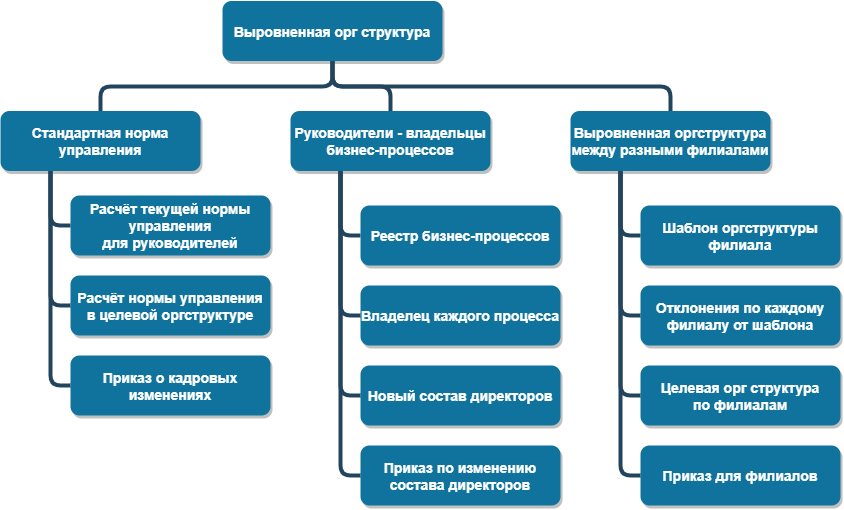 Выровненная орг структура
Стандартная норма
управления
Руководители - владельцы
бизнес-процессов
Выровненная оргструктура
между разными филиалами
Расчёт текущей нормы
управления
для руководителей
Расчёт нормы управления
в целевой оргструктуре
Приказ о кадровых
изменениях
Реестр бизнес-процессов
Владелец каждого процесса
Новый состав директоров
Приказ по изменению
состава директоров
Шаблон оргструктуры
филиала
Отклонения по каждому
филиалу от шаблона
Целевая орг структура
по филиалам
Приказ для филиалов